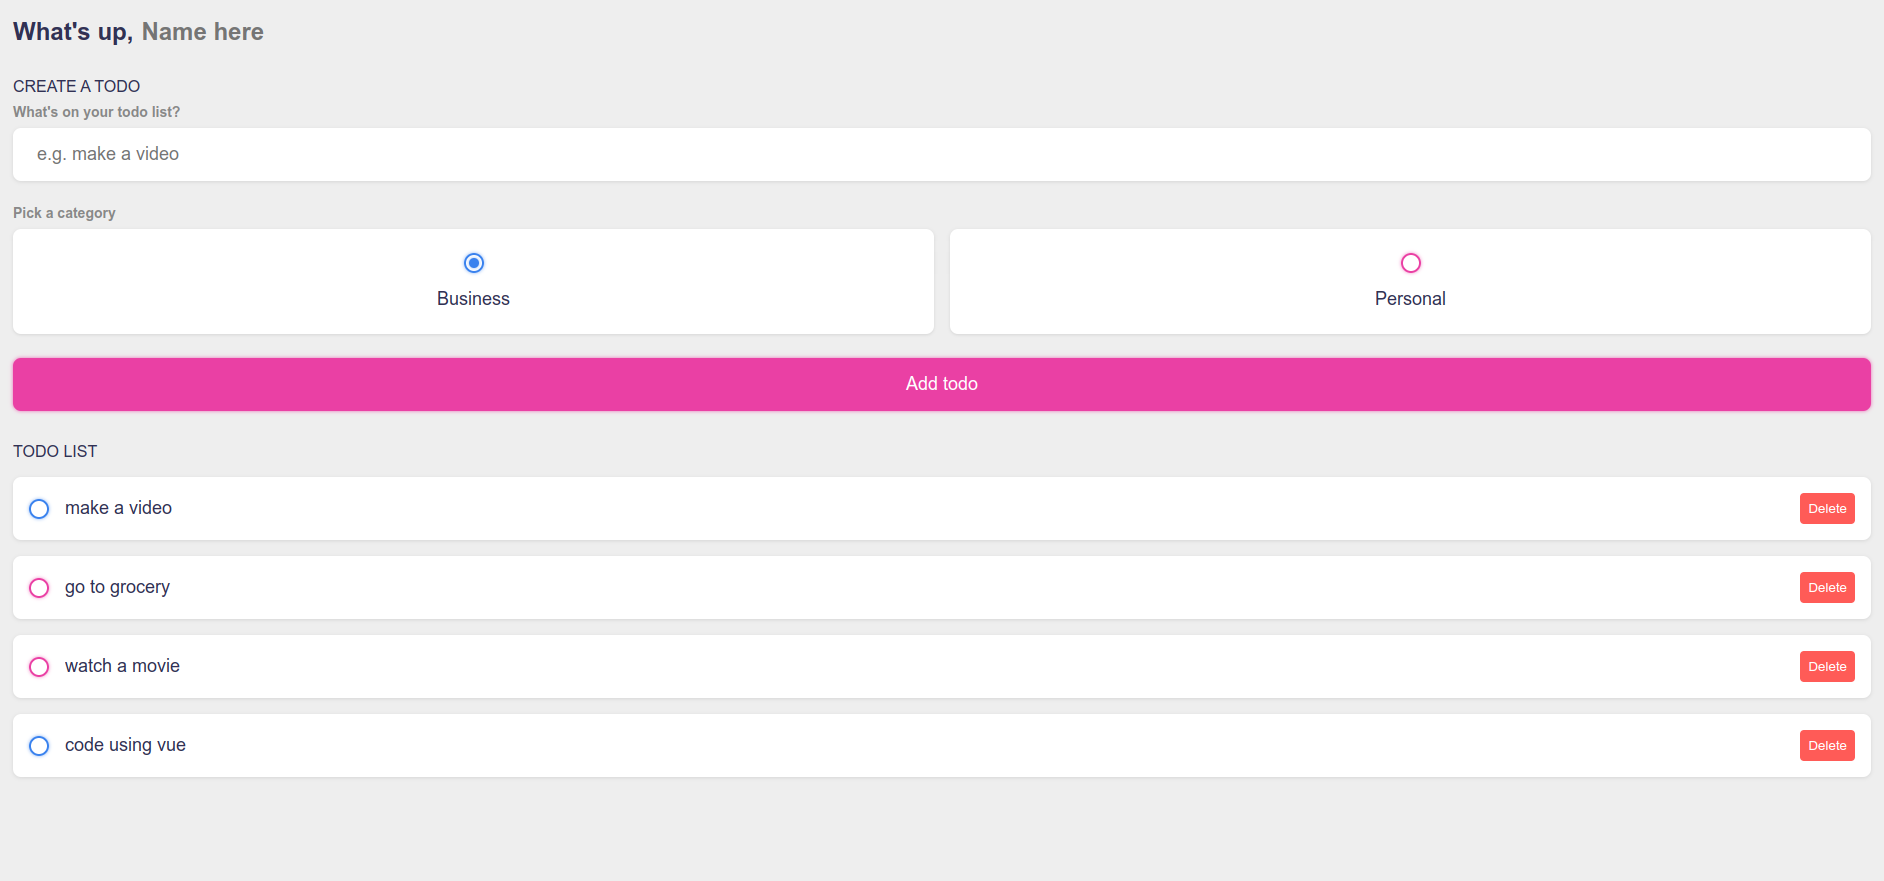 What's up, Name here
CREATE A TODO
What's on your todo list?
e.g. make a video
Pick a category
Business
Personal
Add todo
TODO LIST
make a video
Delete
go to grocery
Delete
watch a movie
Delete
code using vue
Delete